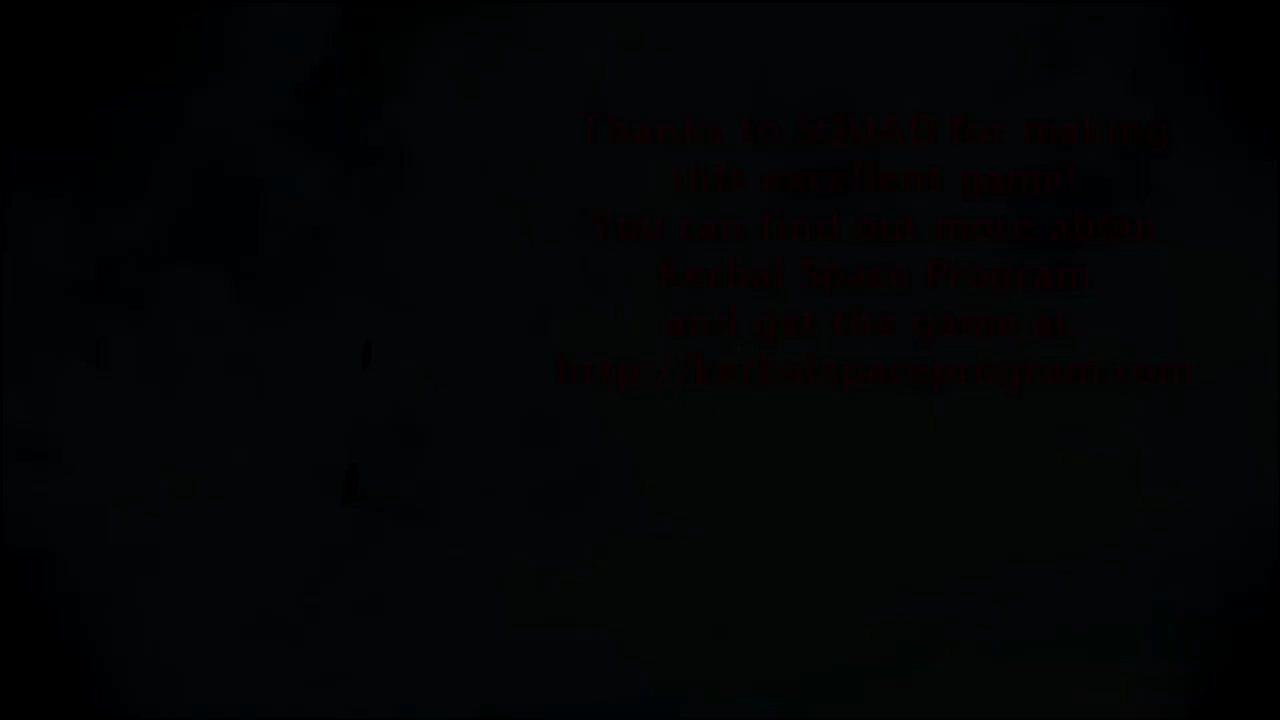 Thanks to SQUAD for making
this excellent game!
You can find out more about
Kerbal Space Program
and get the game at
http://kerbalspaceprogram.com